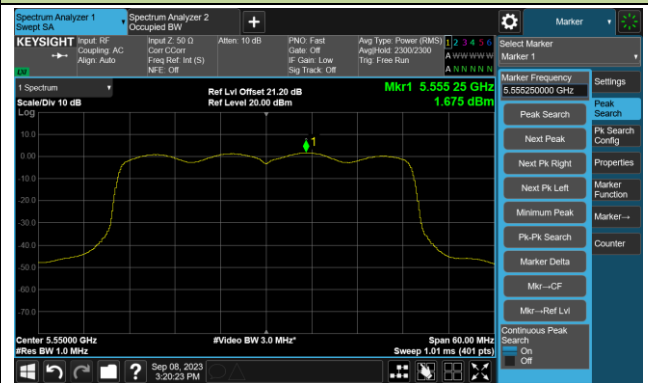 Spectrum Analyzer 1
Swept SA
Spectrum Analyzer 2
Occupied BW
+
Marker
KEYSIGHT
Input: RF
Coupling: AC
Align: Auto
Input Z: 50 Ω
Corr CCorr
Freq Ref: Int (S)
NFE: Off
Atten: 10 dB
PNO: Fast
Gate: Off
IF Gain: Low
Sig Track: Off
Avg Type: Power (RMS)
Avg|Hold: 2300/2300
Trig: Free Run
1 2 3 4 5 6
A W W W W W
A N N N N N
1 Spectrum
Scale/Div 10 dB
Log
Ref Lvl Offset 21.20 dB
Ref Level 20.00 dBm
Mkr1 5.555 25 GHz
1.675 dBm
10.0
0.00
-10.0
-20.0
-30.0
-40.0
-50.0
-60.0
-70.0
1
Center 5.55000 GHz
#Res BW 1.0 MHz
#Video BW 3.0 MHz*
Span 60.00 MHz
Sweep 1.01 ms (401 pts)
Select Marker
Marker 1
Marker Frequency
5.555250000 GHz
Peak Search
Next Peak
Next Pk Right
Next Pk Left
Minimum Peak
Pk-Pk Search
Marker Delta
Mkr→CF
Mkr→Ref Lvl
Continuous Peak
Search
On
Off
Settings
Peak
Search
Pk Search
Config
Properties
Marker
Function
Marker→
Counter
?
Sep 08, 2023
3:20:23 PM